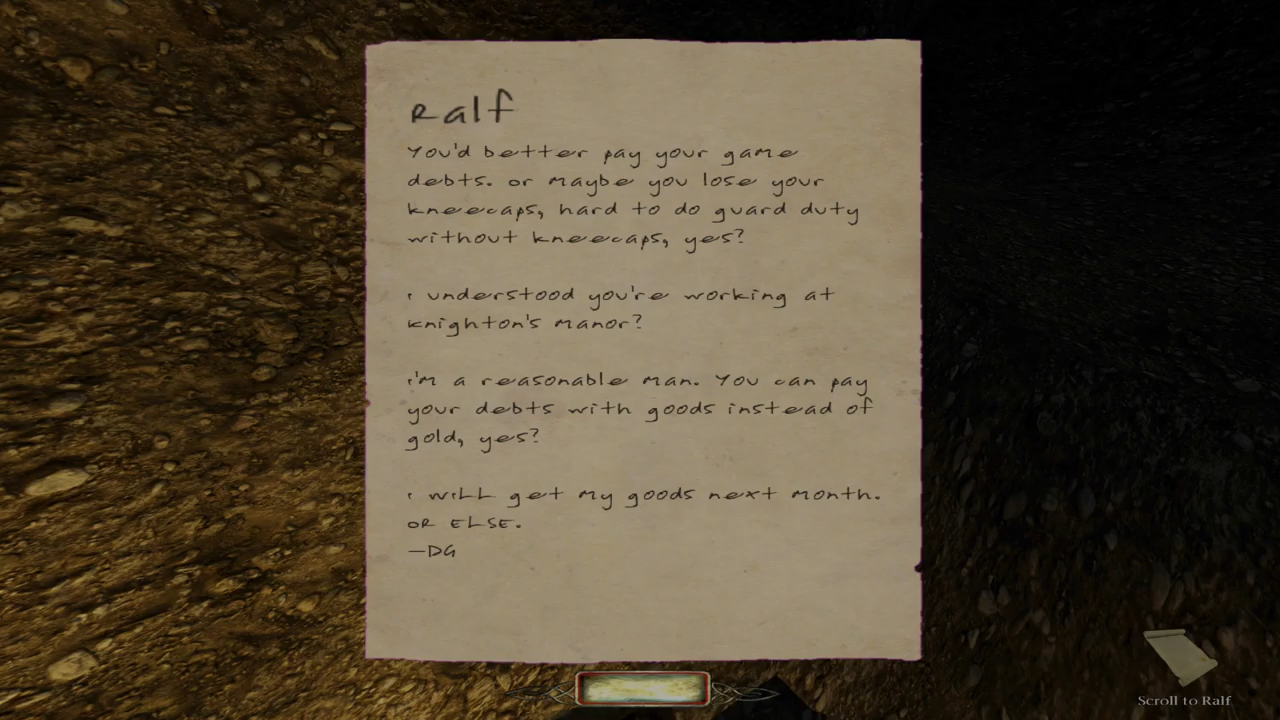 Ralf
You'd better pay your game
debts. or maybe you lose your
kneecaps, hard to do guard duty
without kneecaps, yes?
i understood you're working at
knighton's manor?
i'm a reasonable man. You can pay
your debts with goods instead of
gold, yes?
i WILL get my goods next month.
OR ELSE.
—DG
Scroll to Ralf